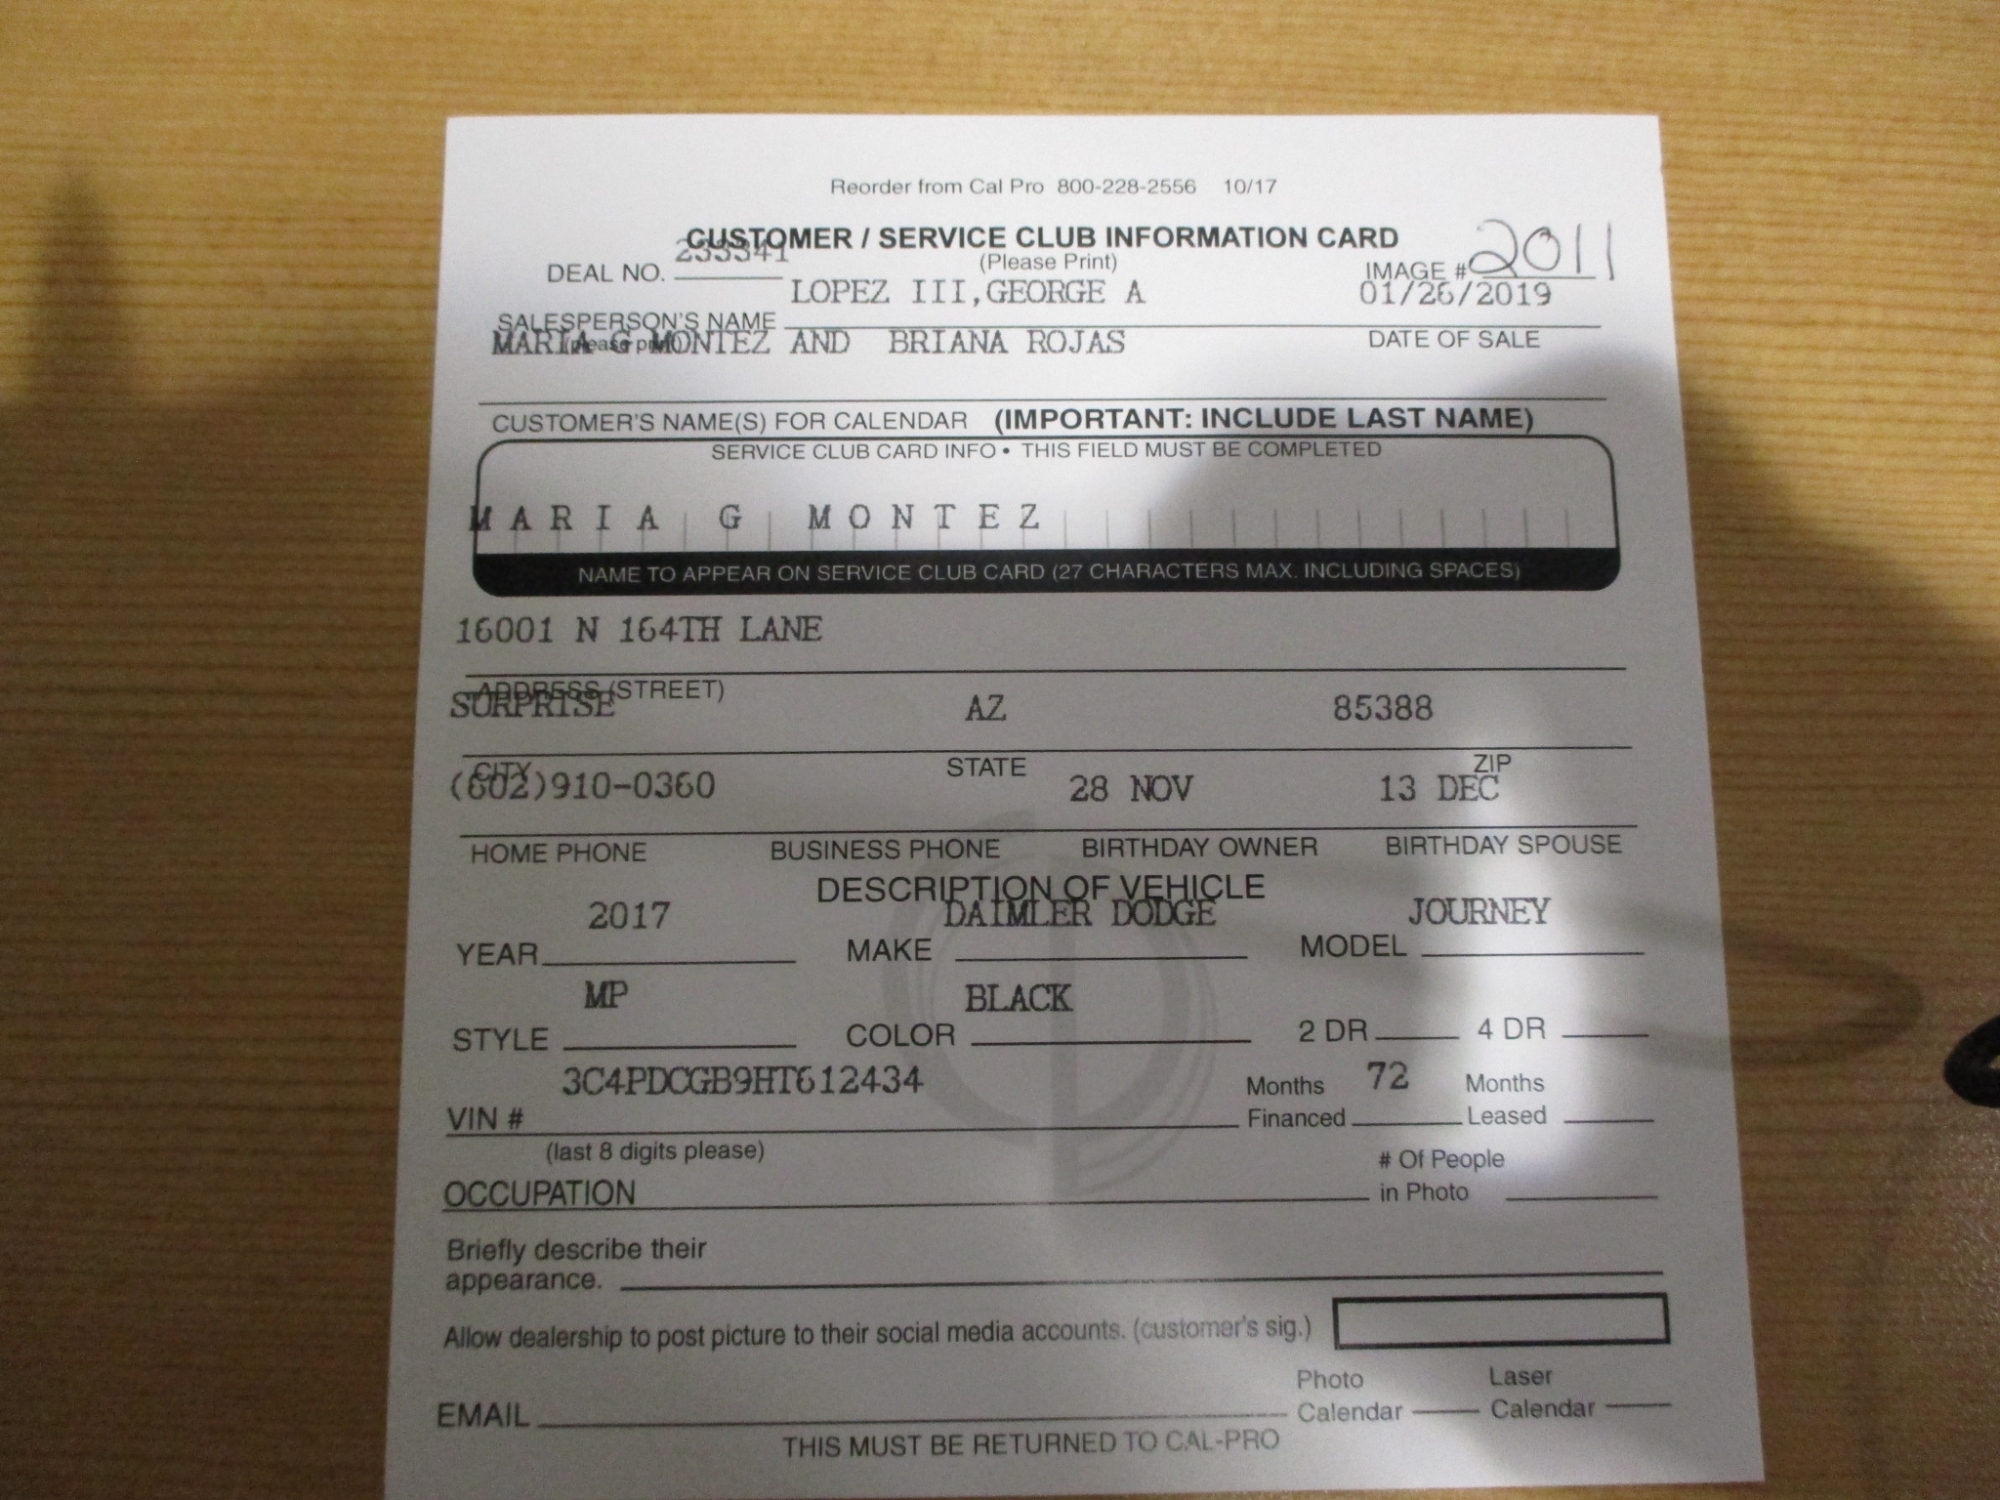 Reorder from Cal Pro 800-228-2556 10/17
CUSTOMER / SERVICE CLUB INFORMATION CARD
(Please Print)
DEAL NO. 233341
IMAGE # 2011
LOPEZ III,GEORGE A 01/26/2019
SALESPERSON'S NAME DATE OF SALE
(please print)
MARIA G MONTEZ AND BRIANA ROJAS
CUSTOMER'S NAME(S) FOR CALENDAR (IMPORTANT: INCLUDE LAST NAME)
SERVICE CLUB CARD INFO • THIS FIELD MUST BE COMPLETED
MARIA G MONTEZ
NAME TO APPEAR ON SERVICE CLUB CARD (27 CHARACTERS MAX. INCLUDING SPACES)
16001 N 164TH LANE
ADDRESS (STREET)
SURPRISE AZ 85388
CITY STATE ZIP
(602)910-0360 28 NOV 13 DEC
HOME PHONE BUSINESS PHONE BIRTHDAY OWNER BIRTHDAY SPOUSE
DESCRIPTION OF VEHICLE
2017 DAIMLER DODGE JOURNEY
YEAR MAKE MODEL
MP BLACK
STYLE COLOR 2 DR 4 DR
3C4PDCGB9HT612434 Months 72 Months
VIN # Financed Leased
(last 8 digits please) # Of People
OCCUPATION in Photo
Briefly describe their
appearance.
Allow dealership to post picture to their social media accounts. (customer's sig.)
Photo Laser
EMAIL Calendar Calendar
THIS MUST BE RETURNED TO CAL-PRO